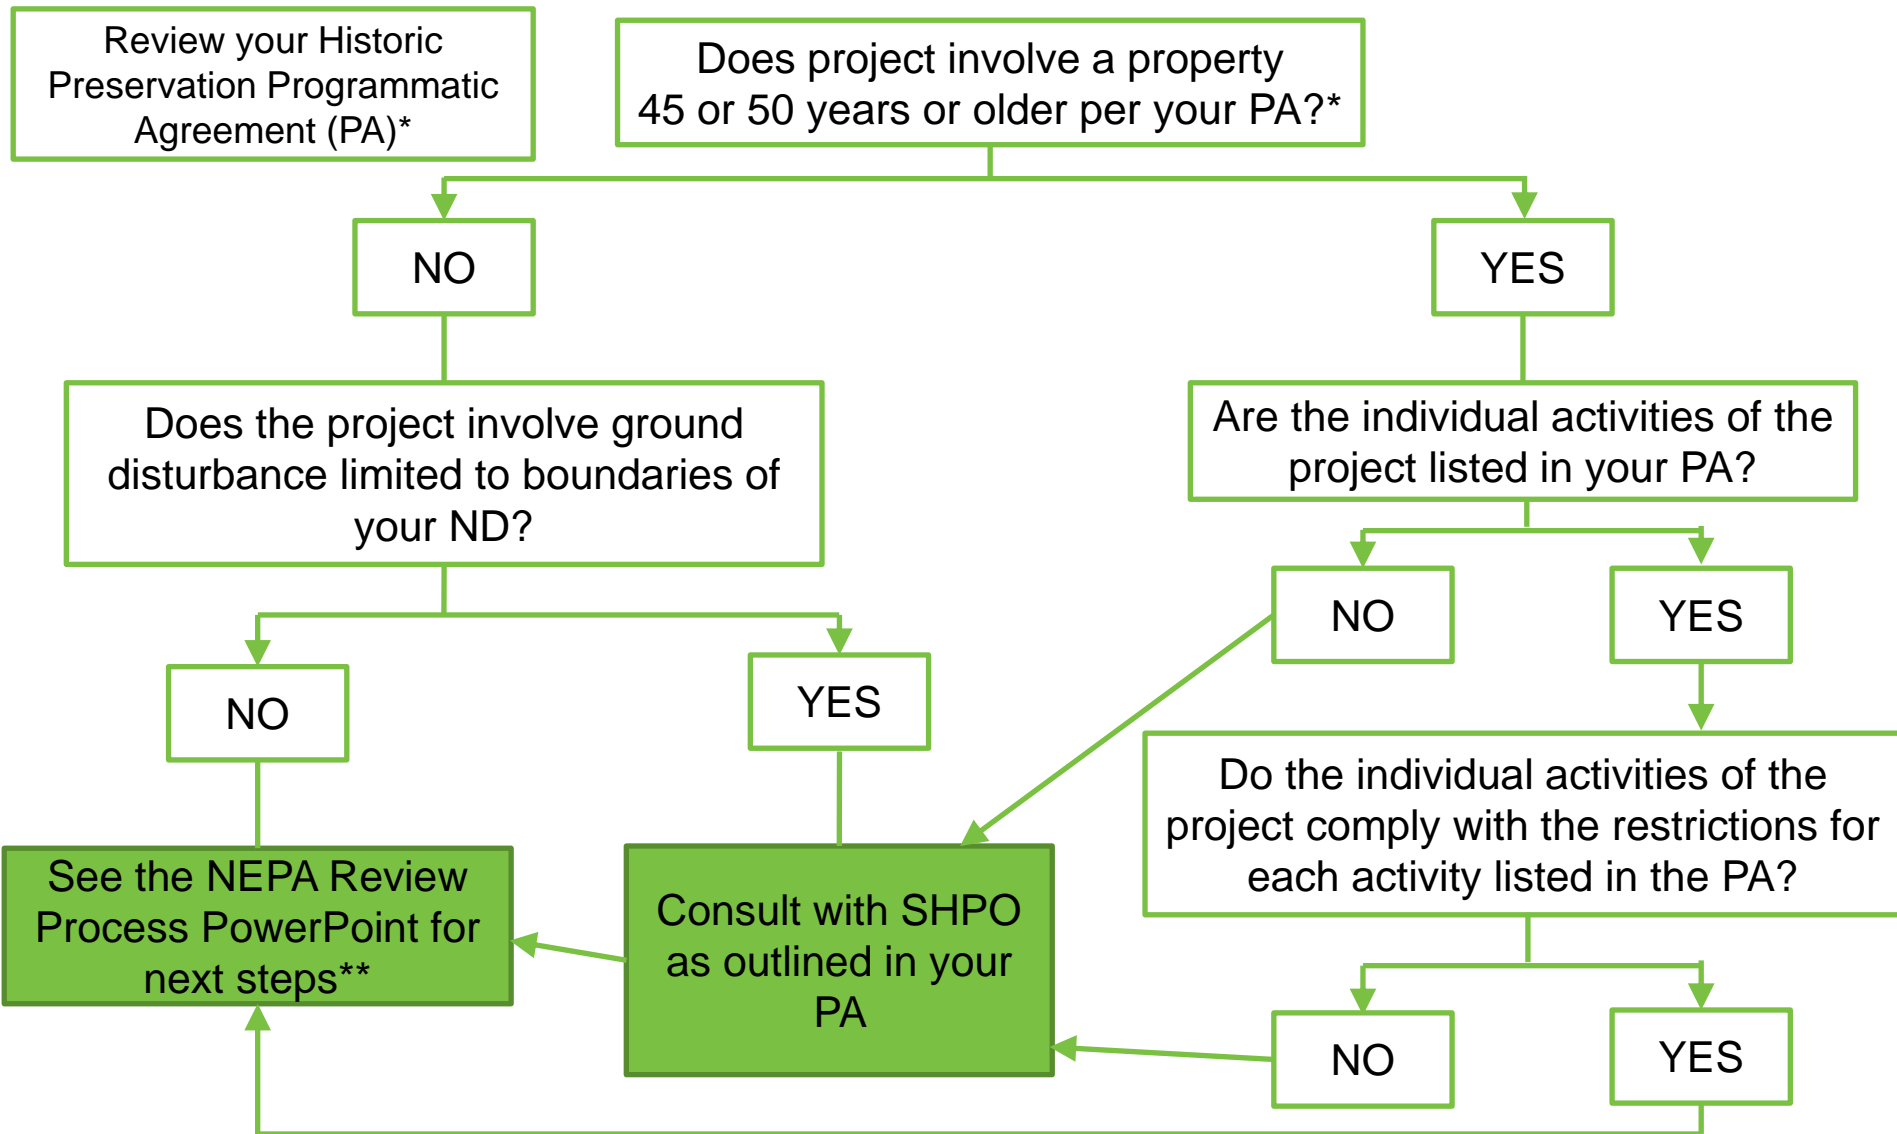 Review your Historic
Preservation Programmatic
Agreement (PA)*
Does project involve a property
45 or 50 years or older per your PA?*
NO
YES
Does the project involve ground
disturbance limited to boundaries of
your ND?
Are the individual activities of the
project listed in your PA?
NO
YES
NO
YES
Do the individual activities of the
project comply with the restrictions for
each activity listed in the PA?
See the NEPA Review
Process PowerPoint for
next steps**
Consult with SHPO
as outlined in your
PA
NO
YES